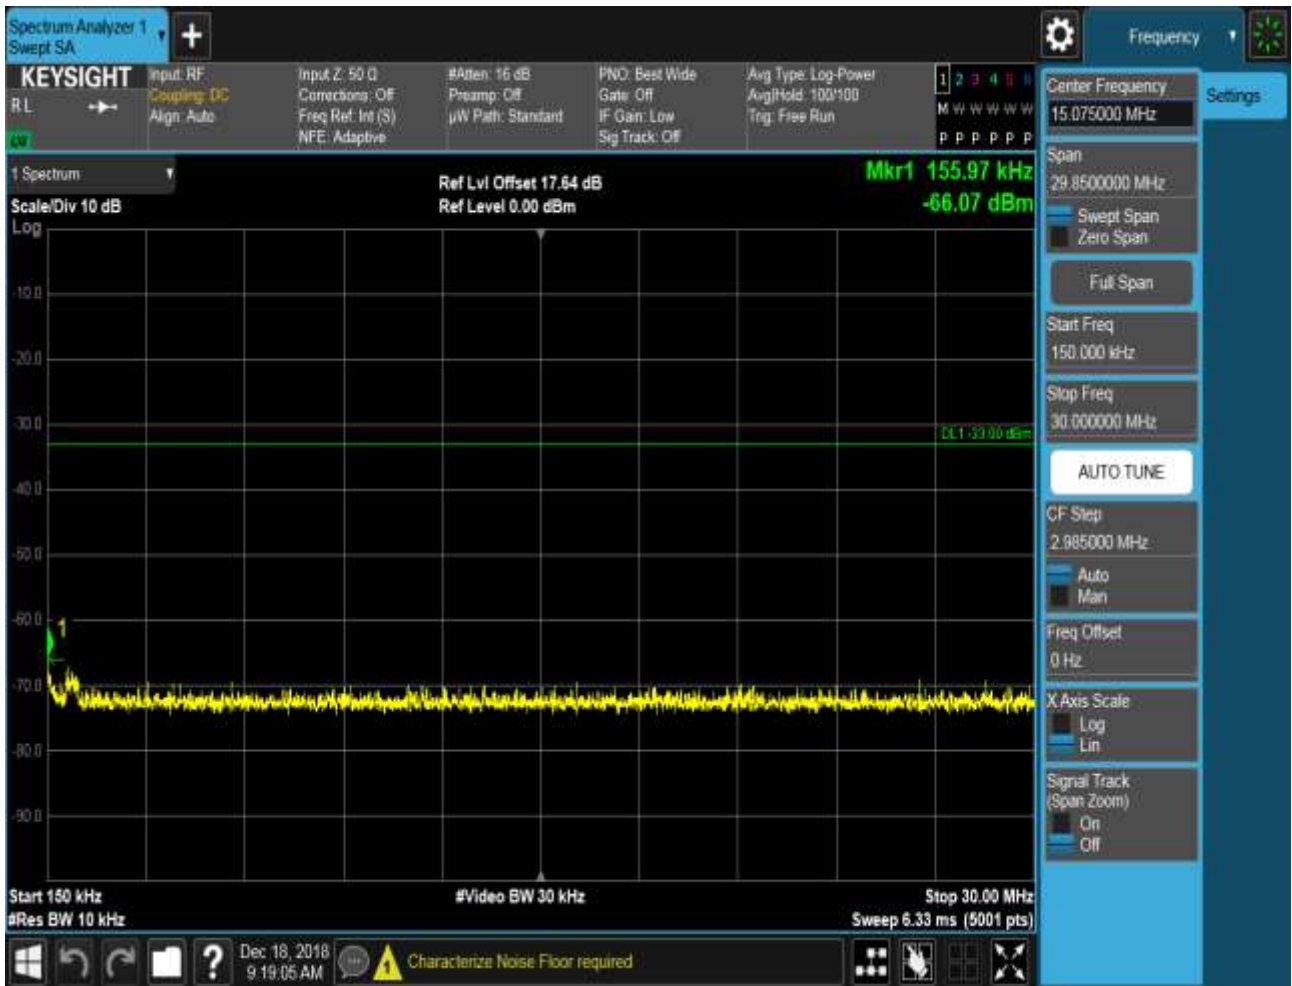 Spectrum Analyzer 1
Swept SA
+
Frequency
KEYSIGHT
RL
Input: RF
Coupling: DC
Align: Auto
Input Z: 50 Ω
Corrections: Off
Freq Ref: Int (S)
NFE: Adaptive
#Atten: 16 dB
Preamp: Off
µW Path: Standard
PNO: Best Wide
Gate: Off
IF Gain: Low
Sig Track: Off
Avg Type: Log-Power
Avg|Hold: 100/100
Trig: Free Run
1 2 3 4 5 6
M W W W W W
P P P P P P
1 Spectrum
Scale/Div 10 dB
Log
Ref Lvl Offset 17.64 dB
Ref Level 0.00 dBm
Mkr1 155.97 kHz
-66.07 dBm
-10.0
-20.0
-30.0
DL1 -33.00 dBm
-40.0
-50.0
-60.0
1
-70.0
-80.0
-90.0
Start 150 kHz
#Video BW 30 kHz
Stop 30.00 MHz
#Res BW 10 kHz
Sweep 6.33 ms (5001 pts)
?
Dec 18, 2018
9:19:05 AM
Characterize Noise Floor required
Center Frequency
15.075000 MHz
Settings
Span
29.8500000 MHz
Swept Span
Zero Span
Full Span
Start Freq
150.000 kHz
Stop Freq
30.000000 MHz
AUTO TUNE
CF Step
2.985000 MHz
Auto
Man
Freq Offset
0 Hz
X Axis Scale
Log
Lin
Signal Track
(Span Zoom)
On
Off